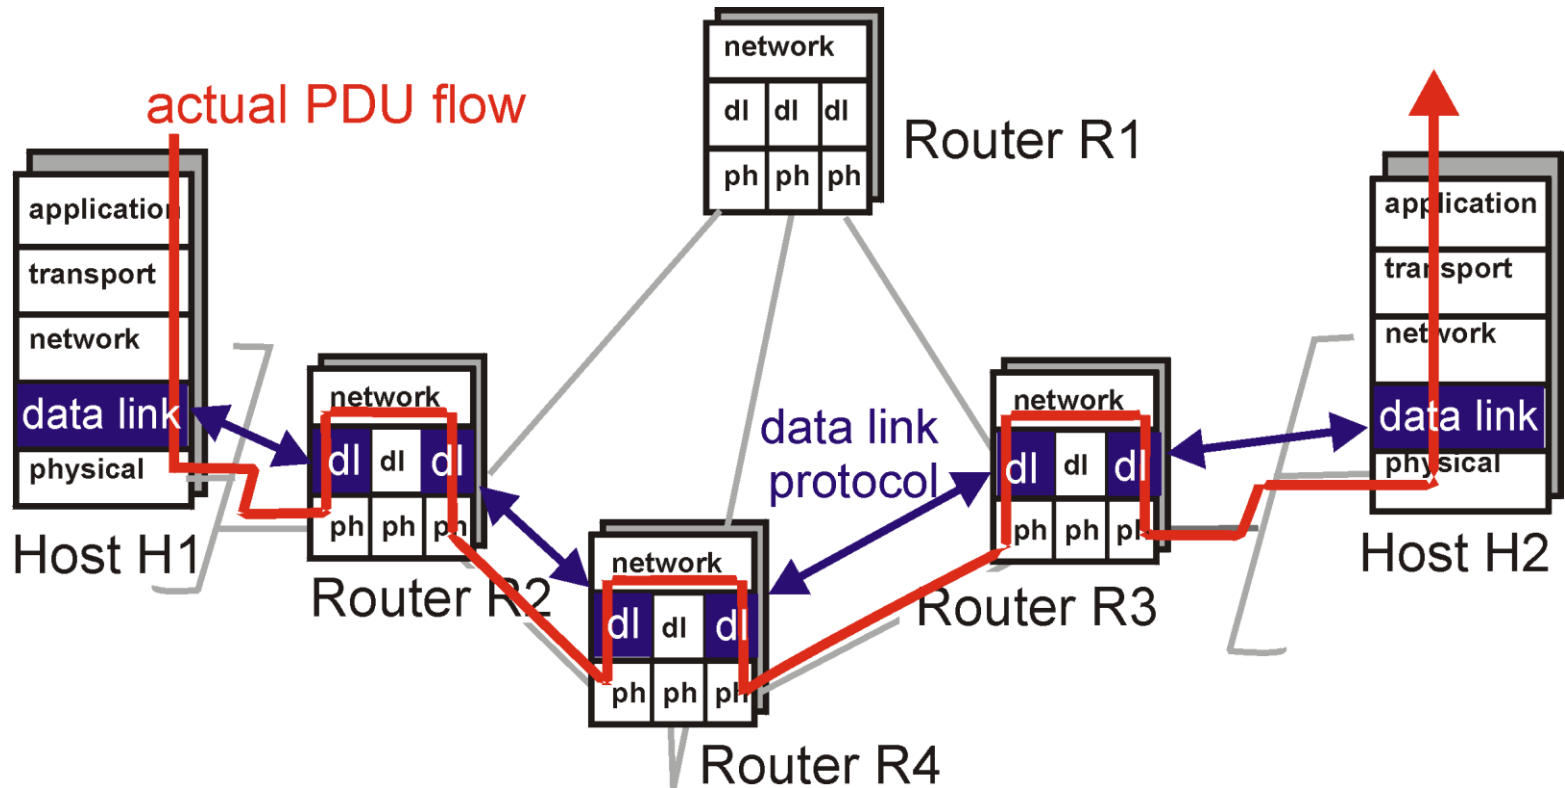 actual PDU flow
network
dl dl dl
ph ph ph
Router R1
application
transport
network
data link
physical
Host H1
network
dl dl dl
ph ph ph
Router R2
data link
protocol
network
dl dl dl
ph ph ph
Router R4
network
dl dl dl
ph ph ph
Router R3
application
transport
network
data link
physical
Host H2